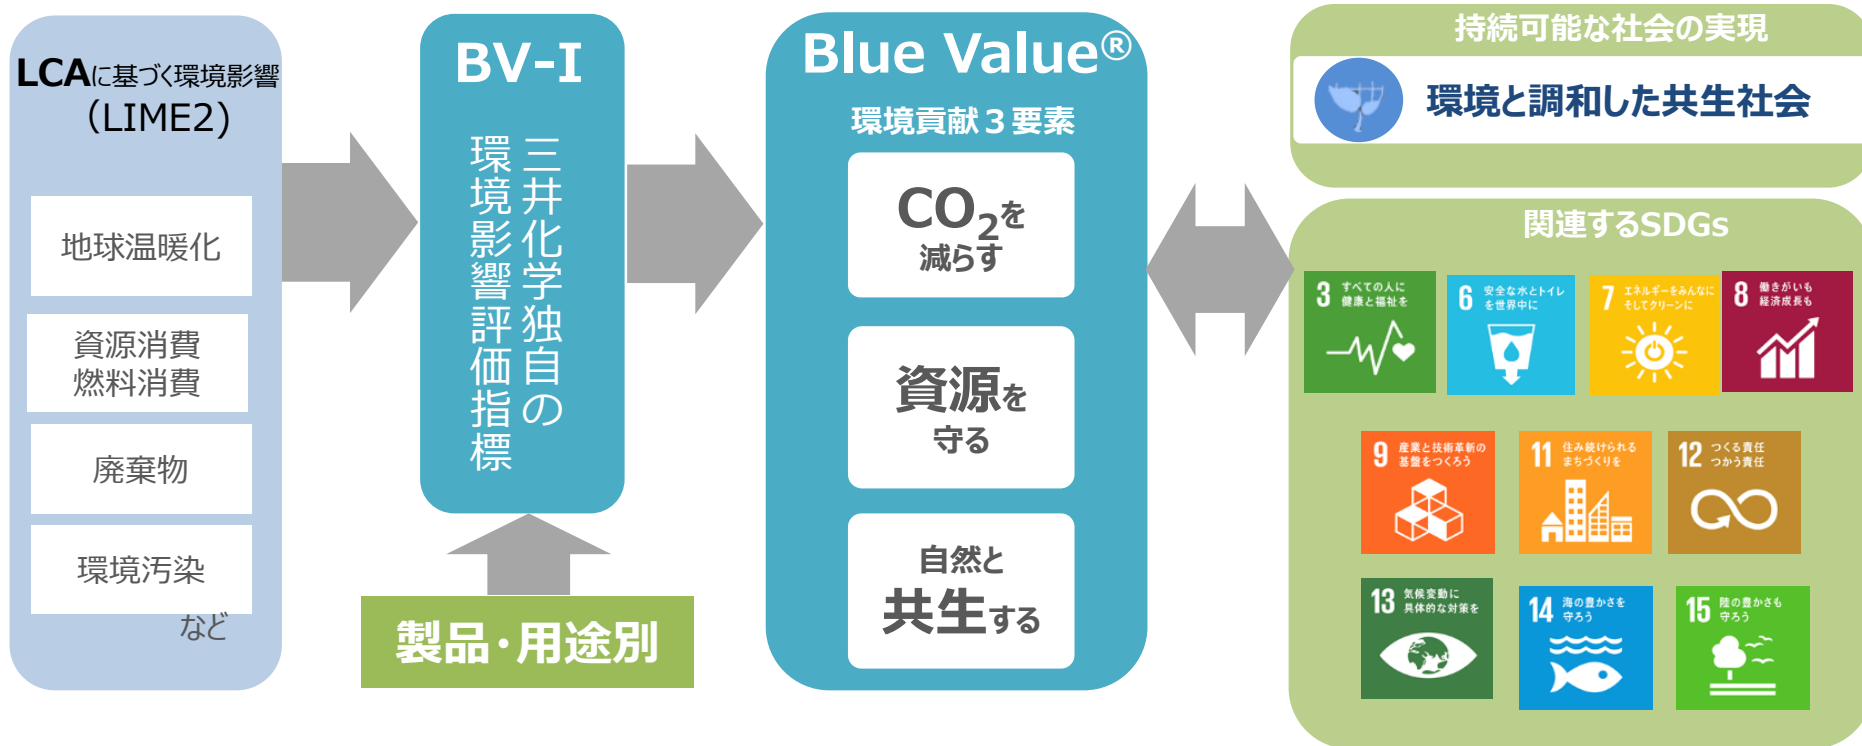 LCAに基づく環境影響
(LIME2)
地球温暖化
資源消費
燃料消費
廃棄物
環境汚染
など
BV-I
三井化学独自の
環境影響評価指標
製品・用途別
Blue Value®
環境貢献3要素
CO₂を
減らす
資源を
守る
自然と
共生する
持続可能な社会の実現
環境と調和した共生社会
関連するSDGs
3 すべての人に
健康と福祉を
6 安全な水とトイレ
を世界中に
7 エネルギーをみんなに
そしてクリーンに
8 働きがいも
経済成長も
9 産業と技術革新の
基盤をつくろう
11 住み続けられる
まちづくりを
12 つくる責任
つかう責任
13 気候変動に
具体的な対策を
14 海の豊かさを
守ろう
15 陸の豊かさも
守ろう